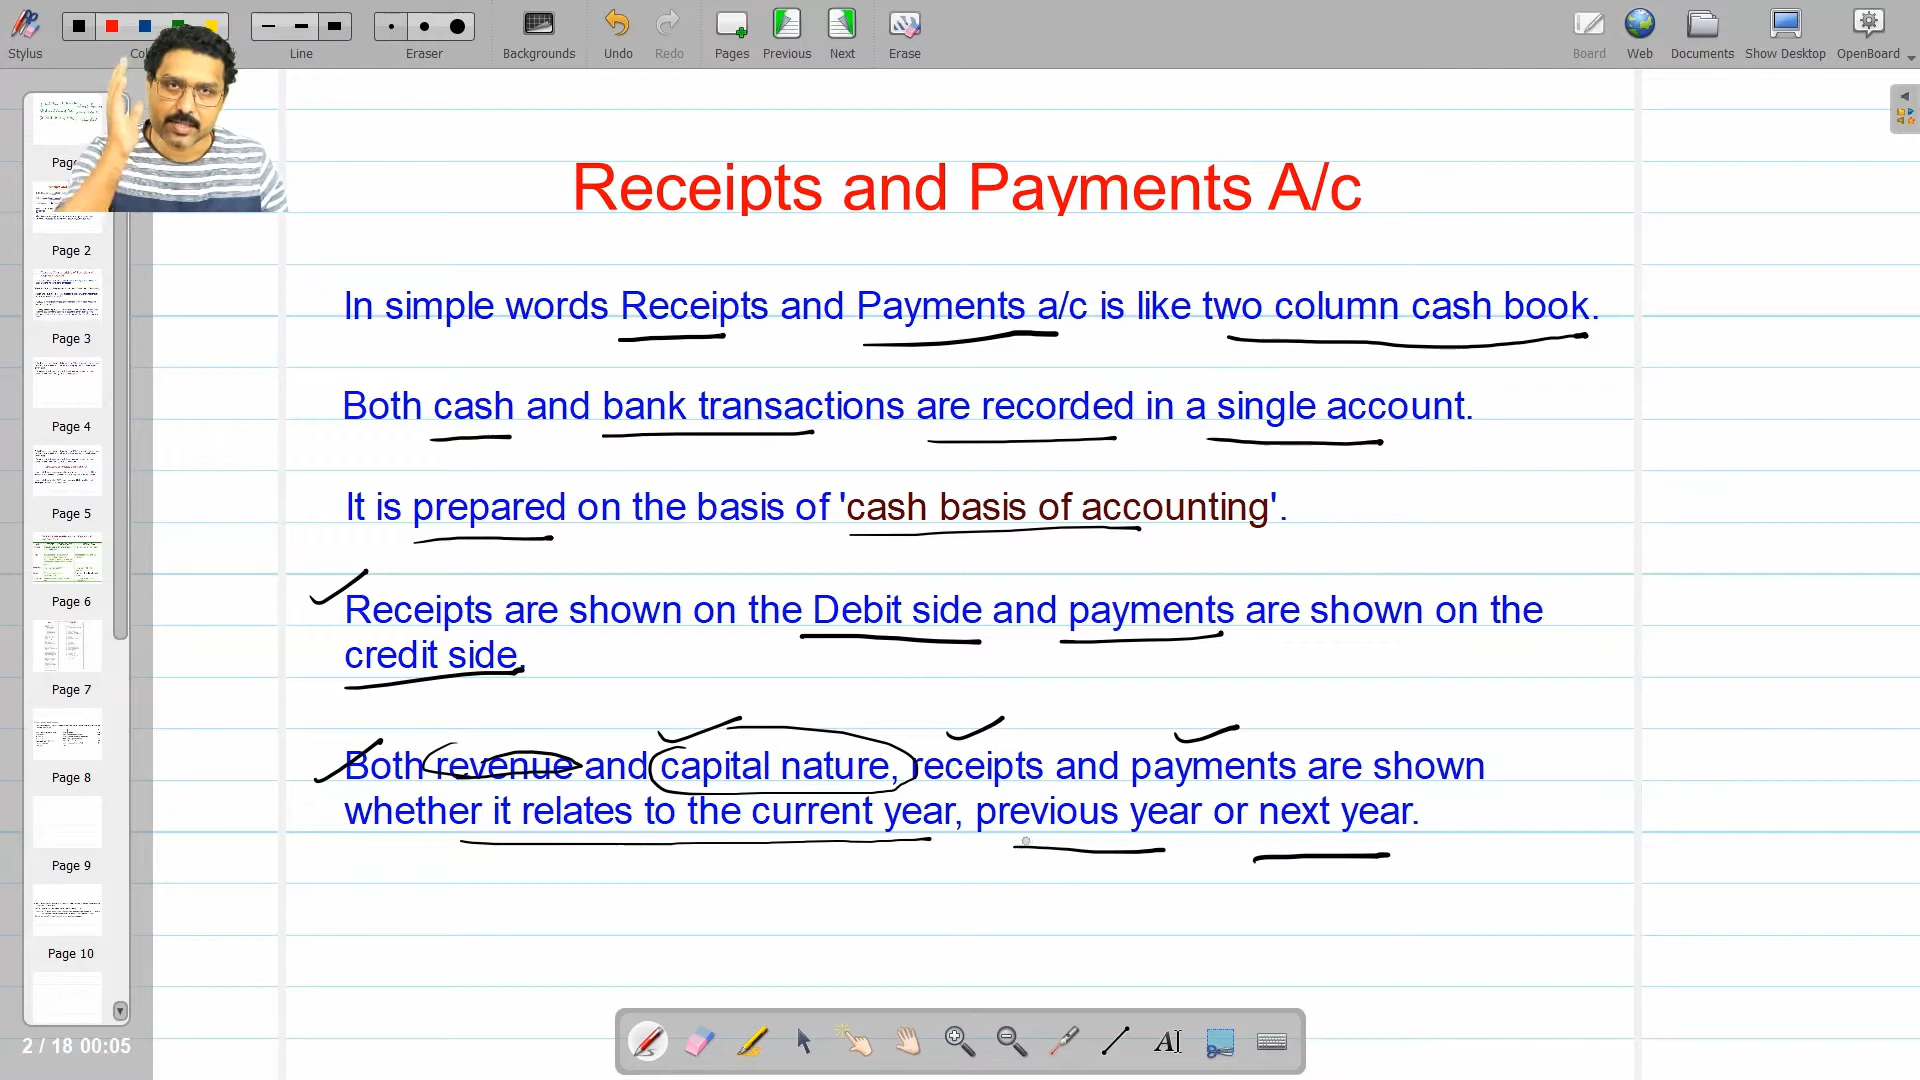 Stylus
Line
Eraser
Backgrounds
Undo
Redo
Pages
Previous
Next
Erase
Board
Web
Documents
Show Desktop
OpenBoard
Receipts and Payments A/c
In simple words Receipts and Payments a/c is like two column cash book.
Both cash and bank transactions are recorded in a single account.
It is prepared on the basis of 'cash basis of accounting'.
Receipts are shown on the Debit side and payments are shown on the
credit side.
Both revenue and capital nature, receipts and payments are shown
whether it relates to the current year, previous year or next year.
Page 2
Page 3
Page 4
Page 5
Page 6
Page 7
Page 8
Page 9
Page 10
2 / 18 00:05